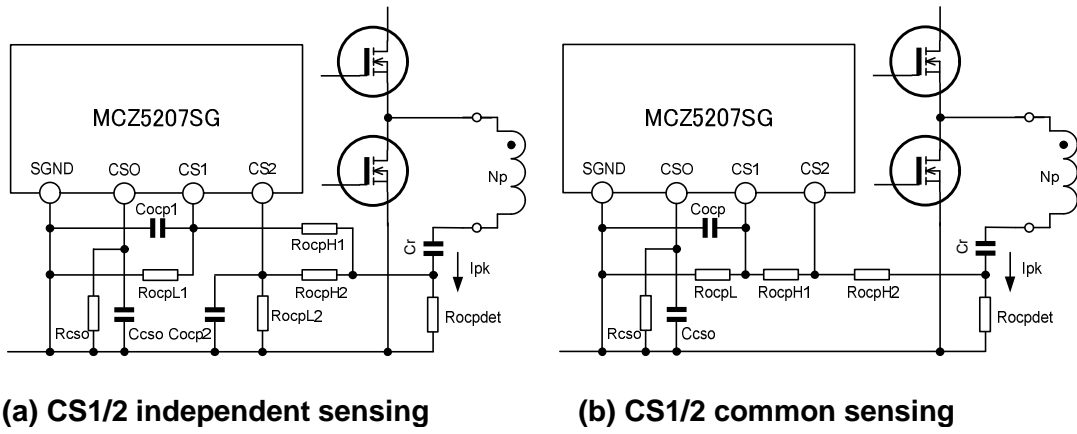 MCZ5207SG
SGND CSO CS1 CS2
Cocp1
RocpH1
RocpL1
RocpH2
RocpL2
Rcso
Ccso
Cocp2
Np
Cr
Ipk
Rocpdet
(a) CS1/2 independent sensing
MCZ5207SG
SGND CSO CS1 CS2
Cocp
RocpL
RocpH1
RocpH2
Rcso
Ccso
Np
Cr
Ipk
Rocpdet
(b) CS1/2 common sensing